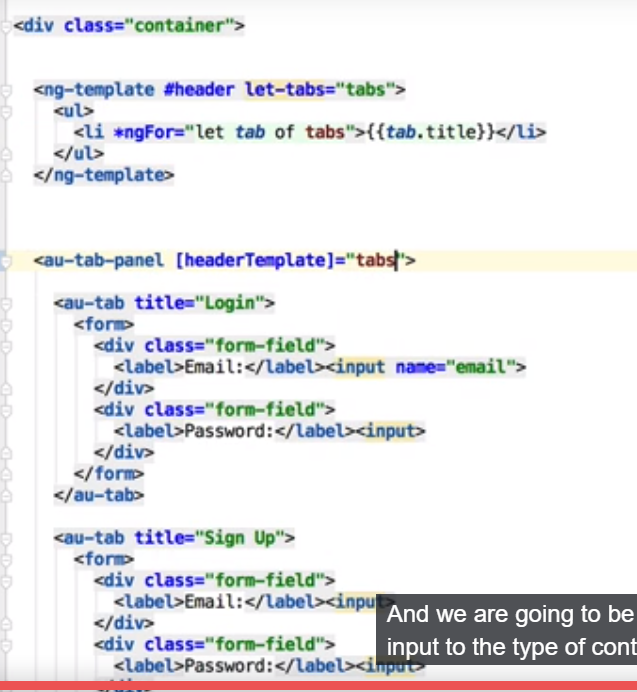 <div class="container">
<ng-template #header let-tabs="tabs">
<ul>
<li *ngFor="let tab of tabs">{{tab.title}}</li>
</ul>
</ng-template>
<au-tab-panel [headerTemplate]="tabs">
<au-tab title="Login">
<form>
<div class="form-field">
<label>Email:</label><input name="email">
</div>
<div class="form-field">
<label>Password:</label><input>
</div>
</form>
</au-tab>
<au-tab title="Sign Up">
<form>
<div class="form-field">
<label>Email:</label><input
</div>
<div class="form-field">
<label>Password:</label><input>
And we are going to be
input to the type of cont